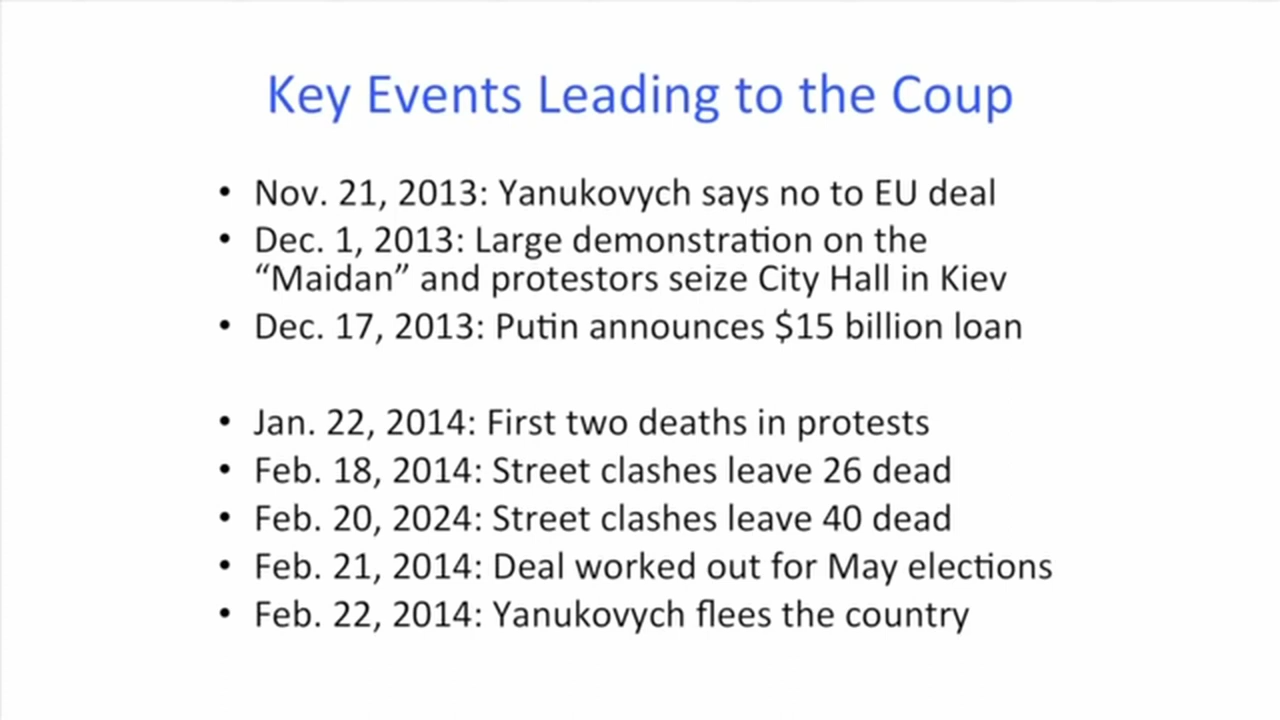 Key Events Leading to the Coup
• Nov. 21, 2013: Yanukovych says no to EU deal
• Dec. 1, 2013: Large demonstration on the
“Maidan” and protestors seize City Hall in Kiev
• Dec. 17, 2013: Putin announces $15 billion loan
• Jan. 22, 2014: First two deaths in protests
• Feb. 18, 2014: Street clashes leave 26 dead
• Feb. 20, 2024: Street clashes leave 40 dead
• Feb. 21, 2014: Deal worked out for May elections
• Feb. 22, 2014: Yanukovych flees the country